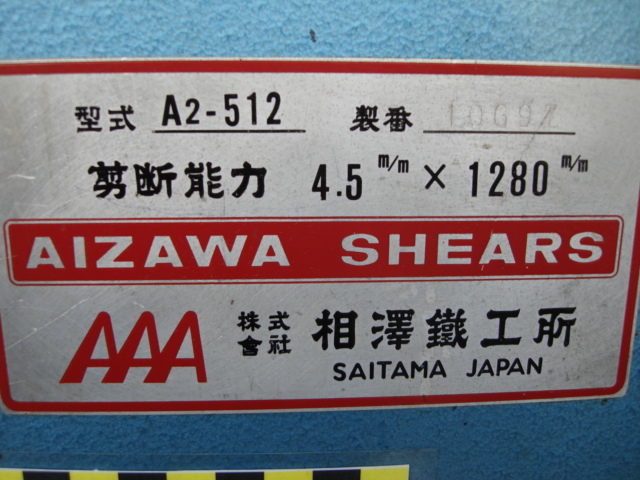 型式 A2-512 製番
剪断能力 4.5 m/m × 1280 m/m
AIZAWA SHEARS
AAA 株式会社 相澤鐵工所
SAITAMA JAPAN